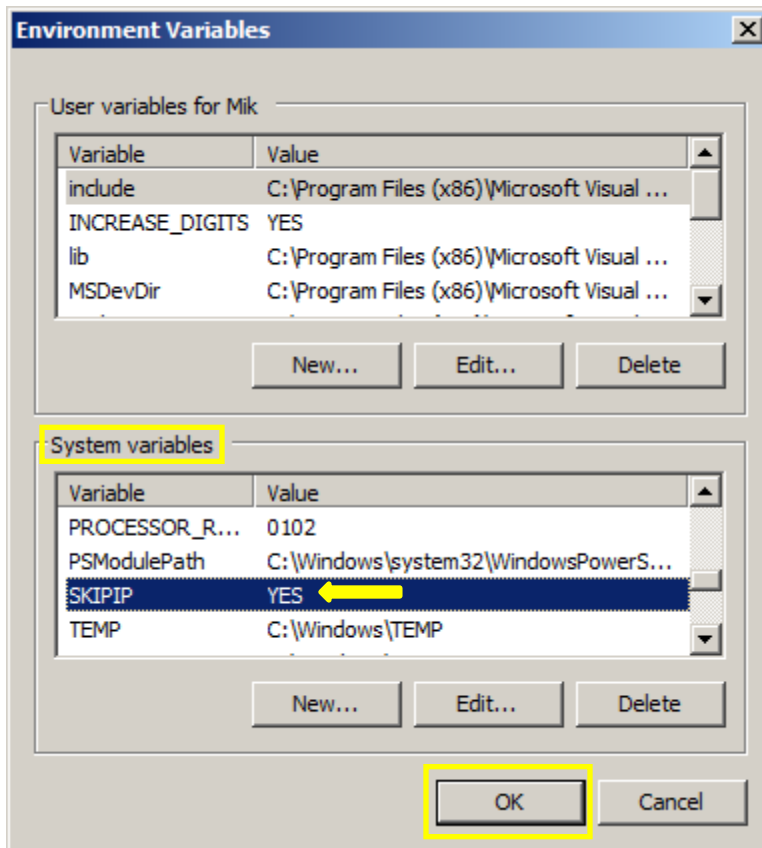 Environment Variables
User variables for Mik
Variable Value
include C:\Program Files (x86)\Microsoft Visual ...
INCREASE_DIGITS YES
lib C:\Program Files (x86)\Microsoft Visual ...
MSDevDir C:\Program Files (x86)\Microsoft Visual ...
New... Edit... Delete
System variables
Variable Value
PROCESSOR_R... 0102
PSModulePath C:\Windows\system32\WindowsPowerS...
SKIPIP YES
TEMP C:\Windows\TEMP
New... Edit... Delete
OK Cancel